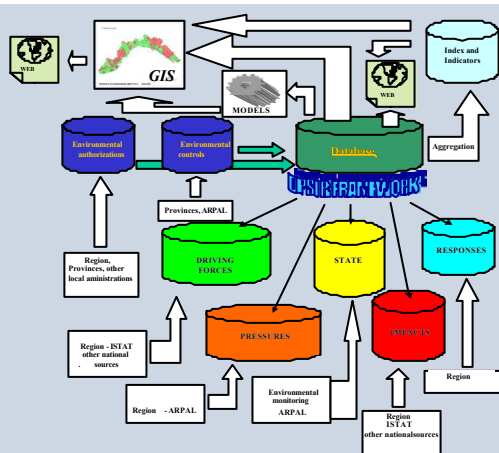 WEB
GIS
MODELS
WEB
Index and
Indicators
Environmental
authorizations
Environmental
controls
Database
Aggregation
Provinces, ARPAL
Region,
Provinces, other
local aministrations
DRIVING
FORCES
STATE
RESPONSES
PRESSURES
IMPACTS
Region - ISTAT
other national
. sources
Region - ARPAL
Environmental
monitoring
ARPAL
Region
ISTAT
other nationalsources
Region